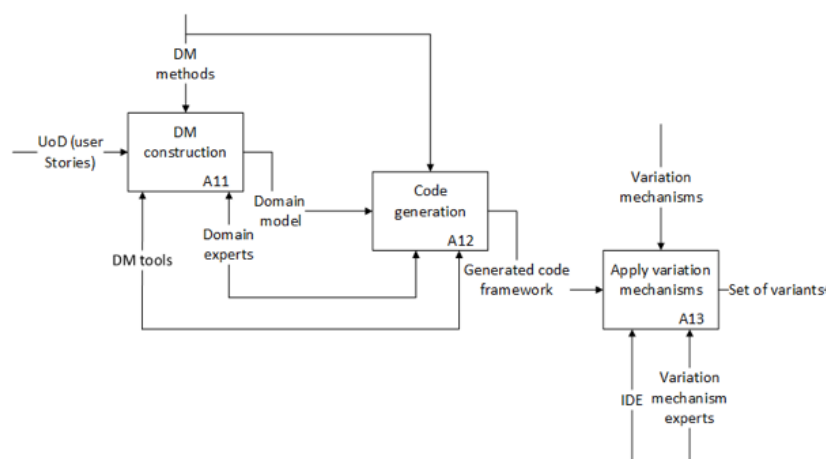 DM
methods
UoD (user
Stories)
DM
construction
A11
Domain
model
Code
generation
A12
Variation
mechanisms
DM tools
Domain
experts
Generated code
framework
Apply variation
mechanisms
A13
Set of variants
IDE
Variation
mechanism
experts